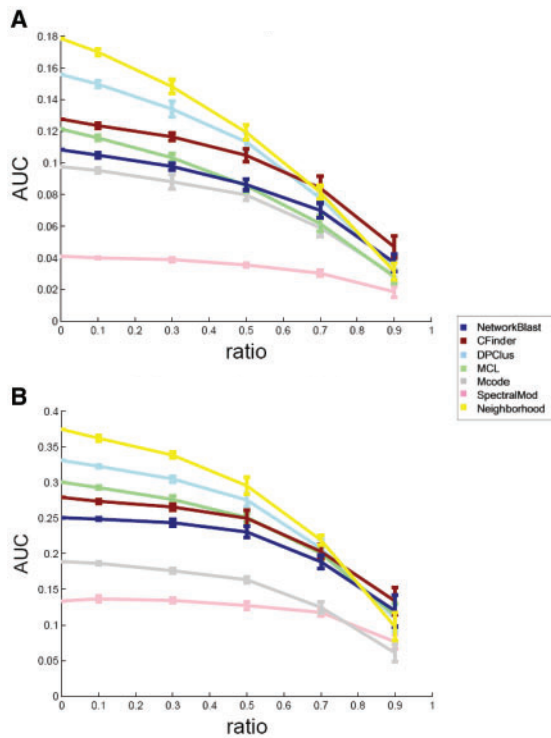 A
0.18
0.16
0.14
0.12
0.1
0.08
0.06
0.04
0.02
0
AUC
0 0.1 0.2 0.3 0.4 0.5 0.6 0.7 0.8 0.9 1
ratio
NetworkBlast
CFinder
DPClus
MCL
Mcode
SpectralMod
Neighborhood
B
0.4
0.35
0.3
0.25
0.2
0.15
0.1
0.05
0
AUC
0 0.1 0.2 0.3 0.4 0.5 0.6 0.7 0.8 0.9 1
ratio